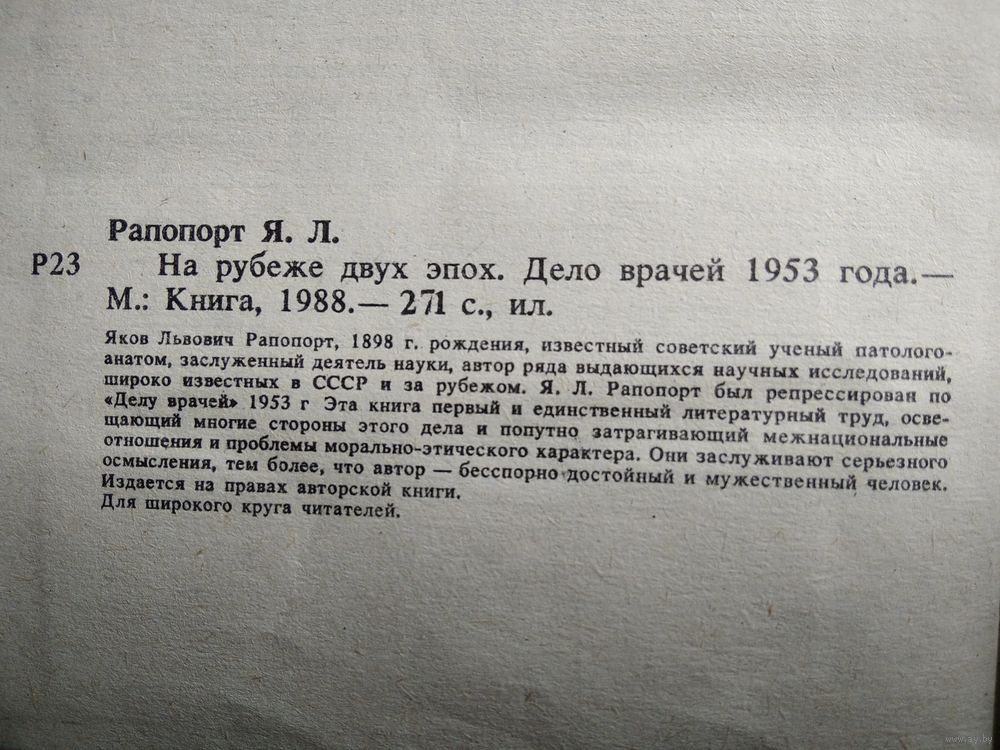 Рапопорт Я. Л.
Р23 На рубеже двух эпох. Дело врачей 1953 года.—
М.: Книга, 1988.— 271 с., ил.
Яков Львович Рапопорт, 1898 г. рождения, известный советский ученый патолого-
анатом, заслуженный деятель науки, автор ряда выдающихся научных исследований,
широко известных в СССР и за рубежом. Я. Л. Рапопорт был репрессирован по
«Делу врачей» 1953 г Эта книга первый и единственный литературный труд, осве-
щающий многие стороны этого дела и попутно затрагивающий межнациональные
отношения и проблемы морально-этического характера. Они заслуживают серьезного
осмысления, тем более, что автор — бесспорно достойный и мужественный человек.
Издается на правах авторской книги.
Для широкого круга читателей.
www.ay.by